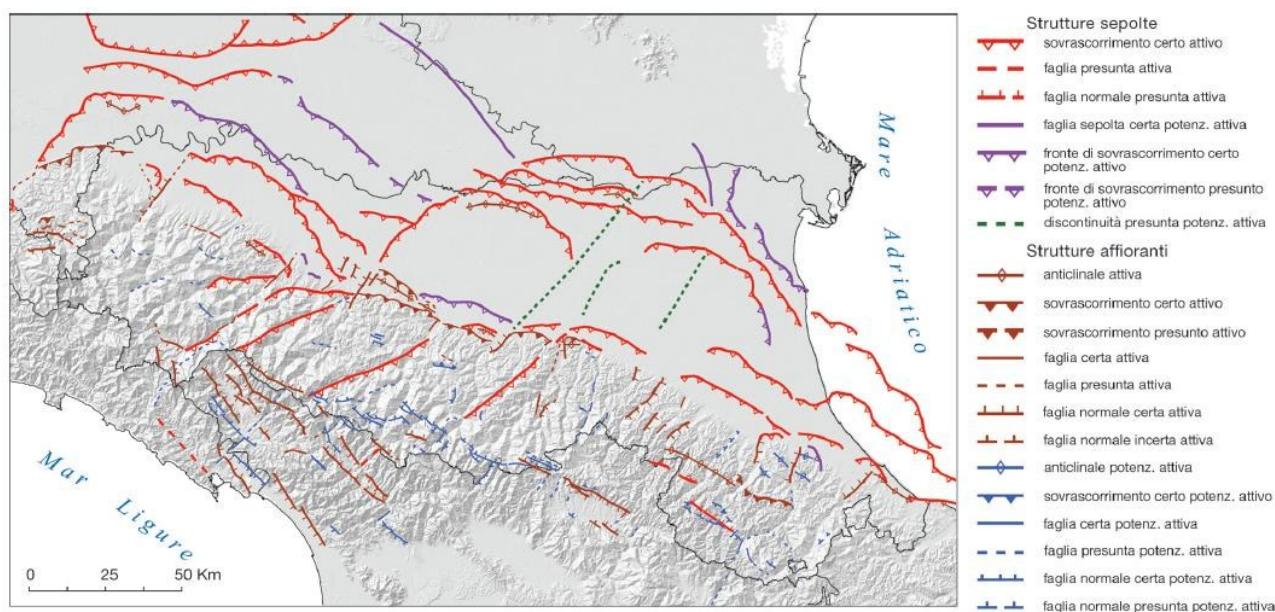 Mare
Adriatico
Mar Ligure
0 25 50 Km
Strutture sepolte
sovrascorrimento certo attivo
faglia presunta attiva
faglia normale presunta attiva
faglia sepolta certa potenz. attiva
fronte di sovrascorrimento certo
potenz. attivo
fronte di sovrascorrimento presunto
potenz. attivo
discontinuità presunta potenz. attiva
Strutture affioranti
anticlinale attiva
sovrascorrimento certo attivo
sovrascorrimento presunto attivo
faglia certa attiva
faglia presunta attiva
faglia normale certa attiva
faglia normale incerta attiva
anticlinale potenz. attiva
sovrascorrimento certo potenz. attivo
faglia certa potenz. attiva
faglia presunta potenz. attiva
faglia normale certa potenz. attiva
faglia normale presunta potenz. attiva